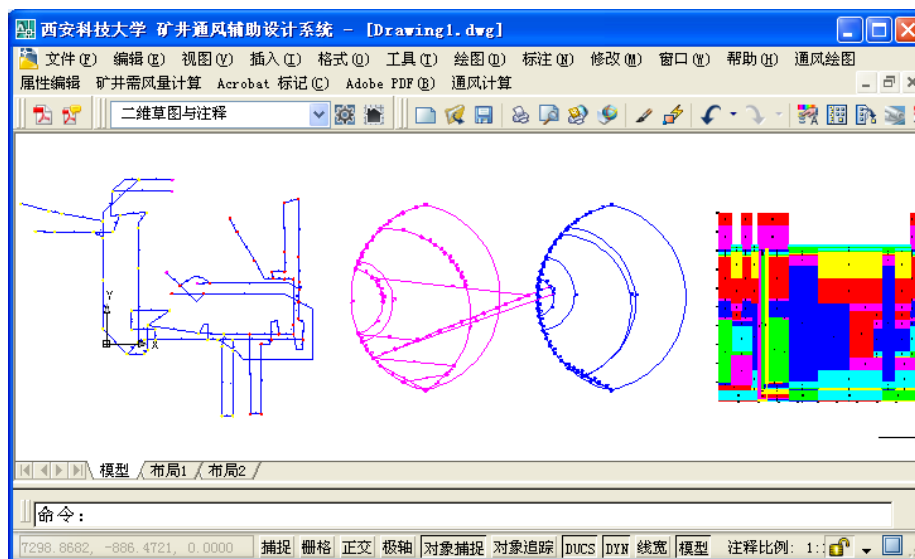 西安科技大学 矿井通风辅助设计系统 - [Drawing1.dwg]
文件(F) 编辑(E) 视图(V) 插入(I) 格式(O) 工具(T) 绘图(D) 标注(N) 修改(M) 窗口(W) 帮助(H) 通风绘图
属性编辑 矿井需风量计算 Acrobat 标记(C) Adobe PDF(B) 通风计算
二维草图与注释
Y
X
模型 布局1 布局2
命令:
7298.8682, -886.4721, 0.0000 捕捉 栅格 正交 极轴 对象捕捉 对象追踪 DUCS DYN 线宽 模型 注释比例: 1: